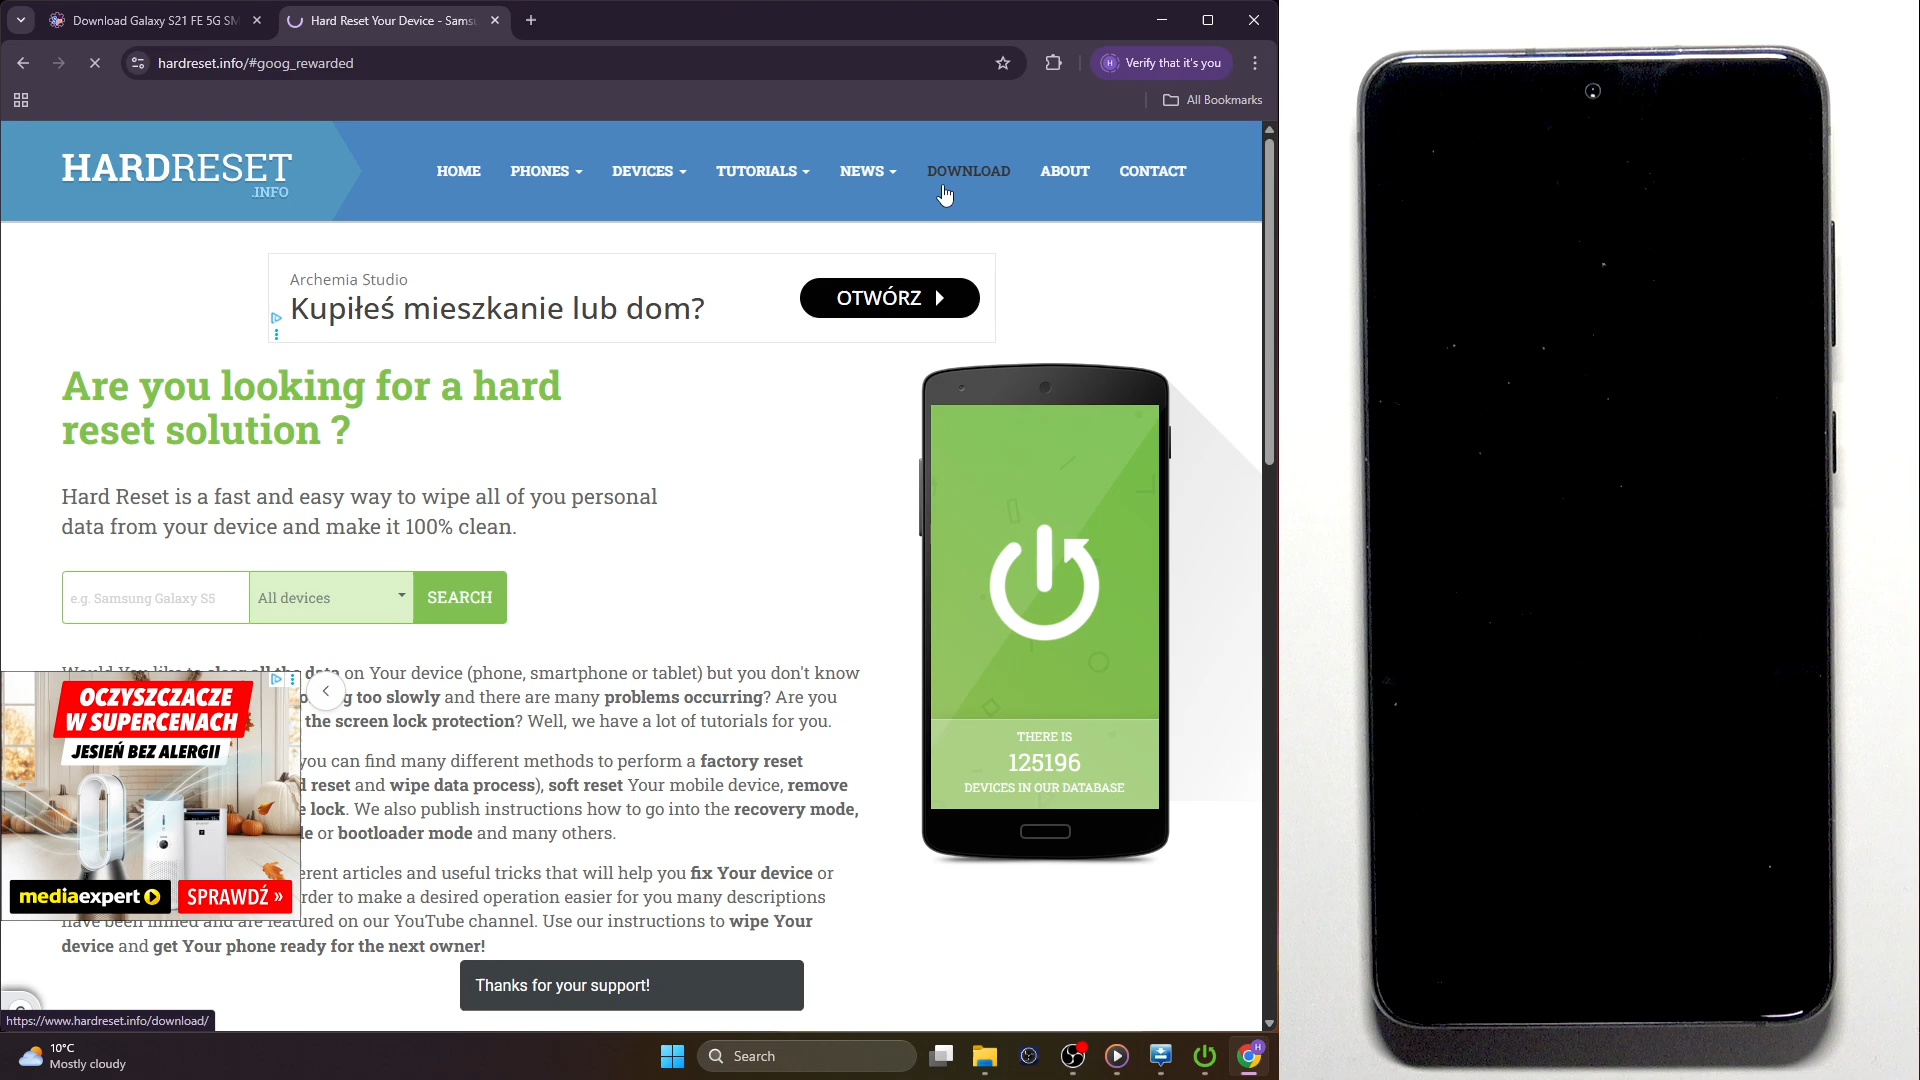 Download Galaxy S21 FE 5G SM
Hard Reset Your Device - Sams
hardreset.info/#goog_rewarded
H
Verify that it's you
All Bookmarks
HARDRESET
.INFO
HOME
PHONES
DEVICES
TUTORIALS
NEWS
DOWNLOAD
ABOUT
CONTACT
Archemia Studio
Kupiłeś mieszkanie lub dom?
OTWÓRZ
Are you looking for a hard
reset solution ?
Hard Reset is a fast and easy way to wipe all of you personal
data from your device and make it 100% clean.
e.g. Samsung Galaxy S5
All devices
SEARCH
THERE IS
125196
DEVICES IN OUR DATABASE
on Your device (phone, smartphone or tablet) but you don't know
too slowly and there are many problems occurring? Are you
the screen lock protection? Well, we have a lot of tutorials for you.
you can find many different methods to perform a factory reset
reset and wipe data process), soft reset Your mobile device, remove
lock. We also publish instructions how to go into the recovery mode,
or bootloader mode and many others.
articles and useful tricks that will help you fix Your device or
order to make a desired operation easier for you many descriptions
have been filmed and are featured on our YouTube channel. Use our instructions to wipe Your
device and get Your phone ready for the next owner!
OCZYSZCZACZE
W SUPERCENACH
JESIEŃ BEZ ALERGII
mediaexpert
SPRAWDŹ »
Thanks for your support!
https://www.hardreset.info/download/
10°C
Mostly cloudy
Search
H